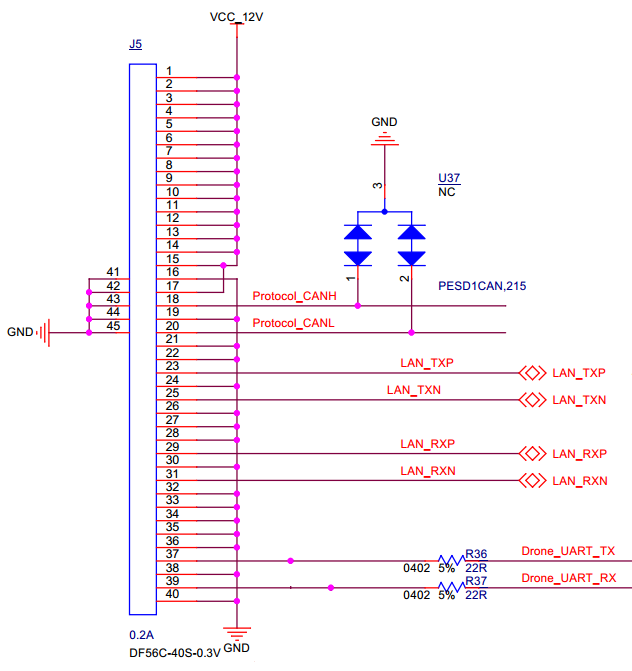 VCC_12V
J5
1
2
3
4
5
6
7
8
9
10
11
12
13
14
15
16
17
18
19
20
21
22
23
24
25
26
27
28
29
30
31
32
33
34
35
36
37
38
39
40
41
42
43
44
45
GND
GND
3
U37
NC
1
2
PESD1CAN,215
Protocol_CANH
Protocol_CANL
LAN_TXP
LAN_TXP
LAN_TXN
LAN_TXN
LAN_RXP
LAN_RXP
LAN_RXN
LAN_RXN
R36
Drone_UART_TX
0402 5% 22R
R37
Drone_UART_RX
0402 5% 22R
0.2A
DF56C-40S-0.3V
GND